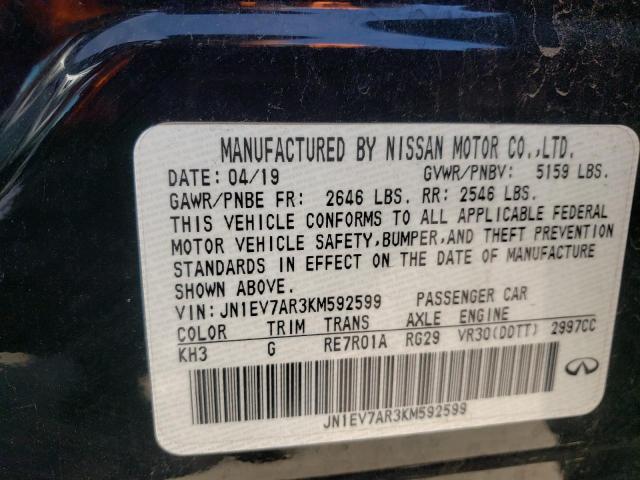 MANUFACTURED BY NISSAN MOTOR CO.,LTD.
DATE: 04/19 GVWR/PNBV: 5159 LBS.
GAWR/PNBE FR: 2646 LBS. RR: 2546 LBS.
THIS VEHICLE CONFORMS TO ALL APPLICABLE FEDERAL
MOTOR VEHICLE SAFETY,BUMPER,AND THEFT PREVENTION
STANDARDS IN EFFECT ON THE DATE OF MANUFACTURE
SHOWN ABOVE.
VIN: JN1EV7AR3KM592599 PASSENGER CAR
COLOR TRIM TRANS AXLE ENGINE
KH3 G RE7R01A RG29 VR30(DDTT) 2997CC
JN1EV7AR3KM592599